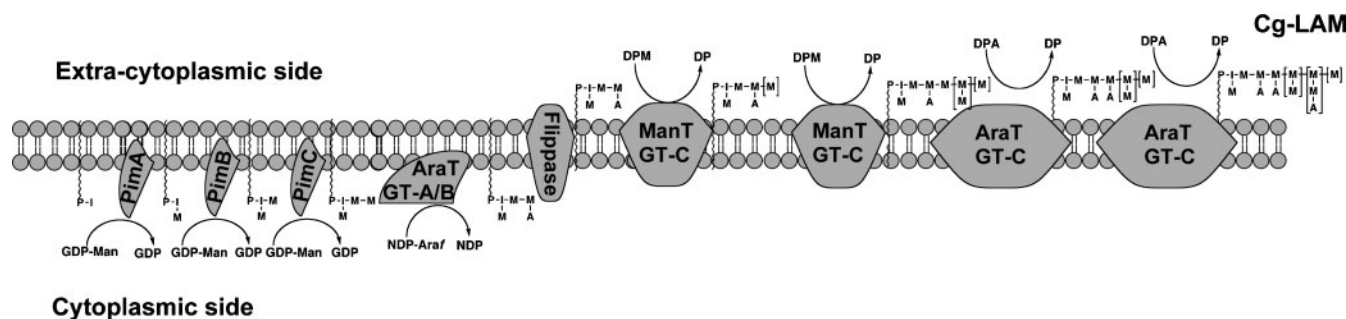 Cg-LAM
Extra-cytoplasmic side
DPM DP DPM DP DPA DP DPA DP
P-I-M-M
M A
P-I-M-M-[M]
M A
P-I-M-M-M-[M]-[M]
M A M
P-I-M-M-M-[M]-[M]
M A A M
P-I-M-M-M-[M]-[M]-[M]
M A A M M
A
Flippase
ManT
GT-C
ManT
GT-C
AraT
GT-C
AraT
GT-C
PimA
PimB
PimC
AraT
GT-A/B
P-I
P-I
M
P-I-M
M
P-I-M-M
M
P-I-M-M
M A
GDP-Man GDP GDP-Man GDP GDP-Man GDP NDP-Araf NDP
Cytoplasmic side